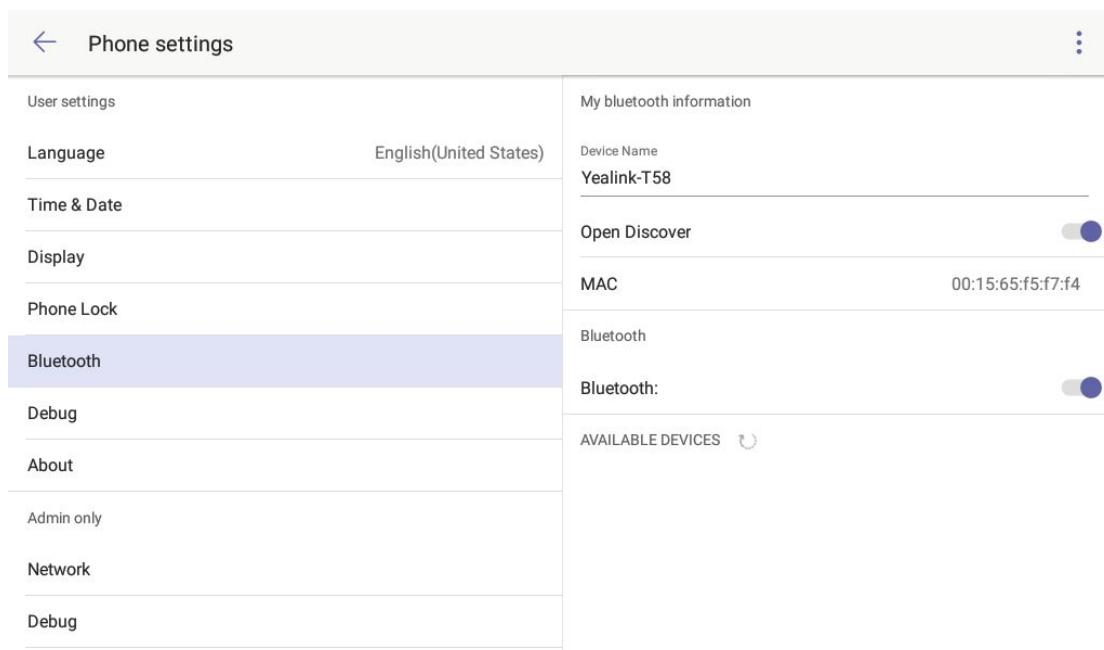 Phone settings
User settings
Language English(United States)
Time & Date
Display
Phone Lock
Bluetooth
Debug
About
Admin only
Network
Debug
My bluetooth information
Device Name
Yealink-T58
Open Discover
MAC 00:15:65:f5:f7:f4
Bluetooth
Bluetooth:
AVAILABLE DEVICES